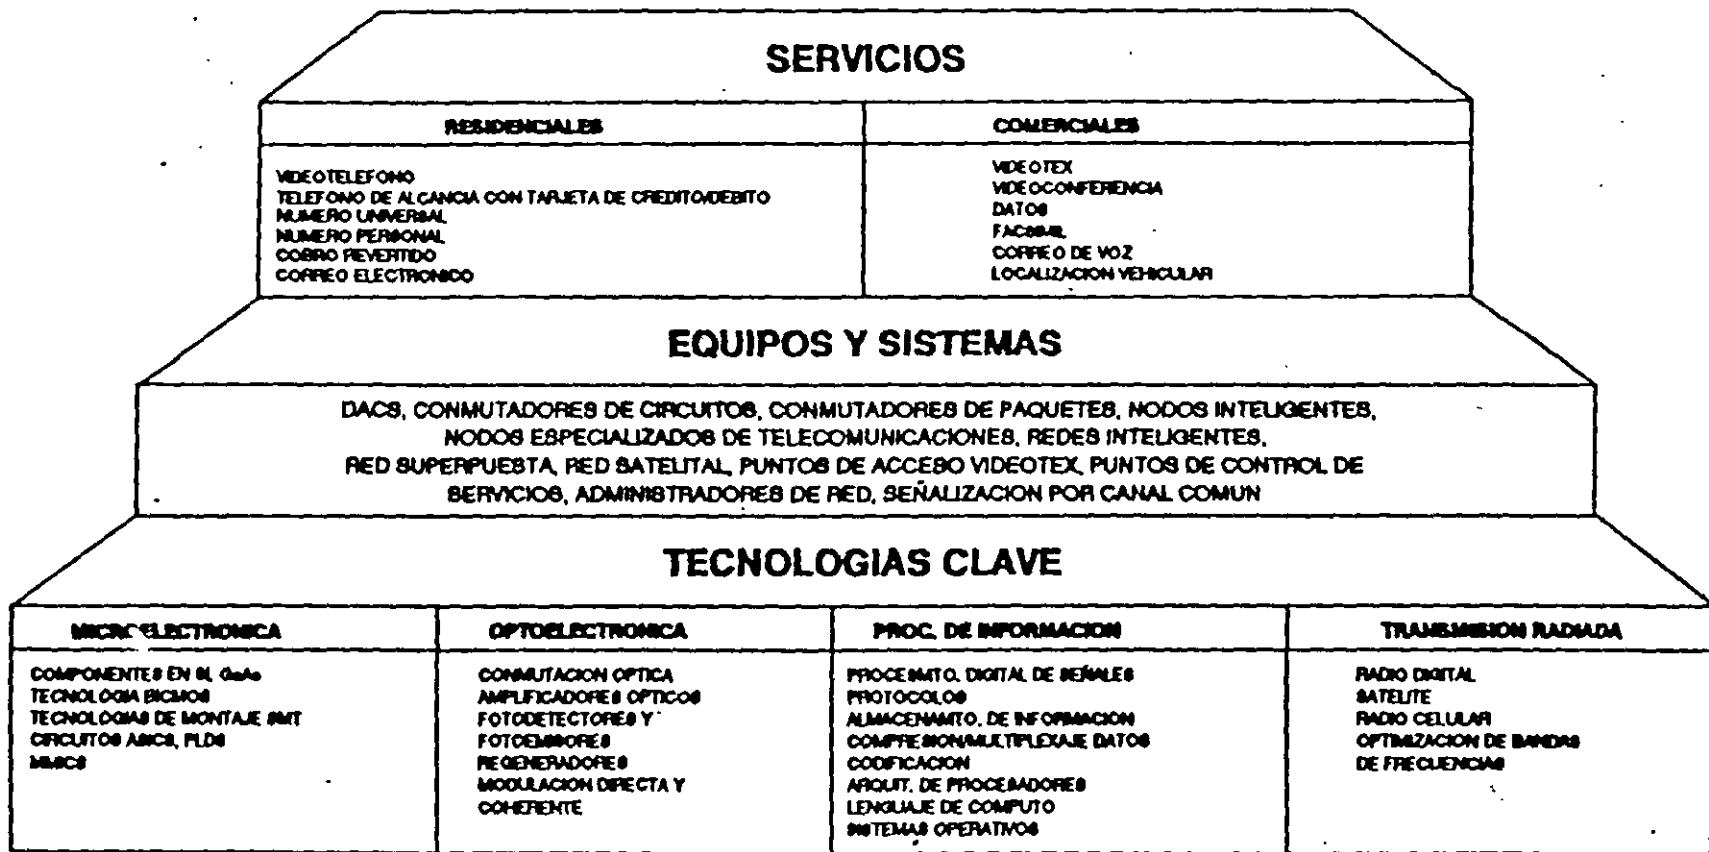 SERVICIOS
RESIDENCIALES
VIDEOTELEFONO
TELEFONO DE ALCANCIA CON TARJETA DE CREDITO/DEBITO
NUMERO UNIVERSAL
NUMERO PERSONAL
COBRO REVERTIDO
CORREO ELECTRONICO
COMERCIALES
VIDEOTEX
VIDEOCONFERENCIA
DATOS
FACSIMIL
CORREO DE VOZ
LOCALIZACION VEHICULAR
EQUIPOS Y SISTEMAS
DACS, CONMUTADORES DE CIRCUITOS, CONMUTADORES DE PAQUETES, NODOS INTELIGENTES,
NODOS ESPECIALIZADOS DE TELECOMUNICACIONES, REDES INTELIGENTES,
RED SUPERPUESTA, RED SATELITAL, PUNTOS DE ACCESO VIDEOTEX, PUNTOS DE CONTROL DE
SERVICIOS, ADMINISTRADORES DE RED, SEÑALIZACION POR CANAL COMUN
TECNOLOGIAS CLAVE
MICROELECTRONICA
COMPONENTES EN SI, GaAs
TECNOLOGIA BICMOS
TECNOLOGIAS DE MONTAJE SMT
CIRCUITOS ASICS, PLDS
MMICS
OPTOELECTRONICA
CONMUTACION OPTICA
AMPLIFICADORES OPTICOS
FOTODETECTORES Y
FOTOEMISORES
REGENERADORES
MODULACION DIRECTA Y
COHERENTE
PROC. DE INFORMACION
PROCESMTO. DIGITAL DE SEÑALES
PROTOCOLOS
ALMACENAMTO. DE INFORMACION
COMPRESION/MULTIPLEXAJE DATOS
CODIFICACION
ARQUIT. DE PROCESADORES
LENGUAJE DE COMPUTO
SISTEMAS OPERATIVOS
TRANSMISION RADIADA
RADIO DIGITAL
SATELITE
RADIO CELULAR
OPTIMIZACION DE BANDAS
DE FRECUENCIAS